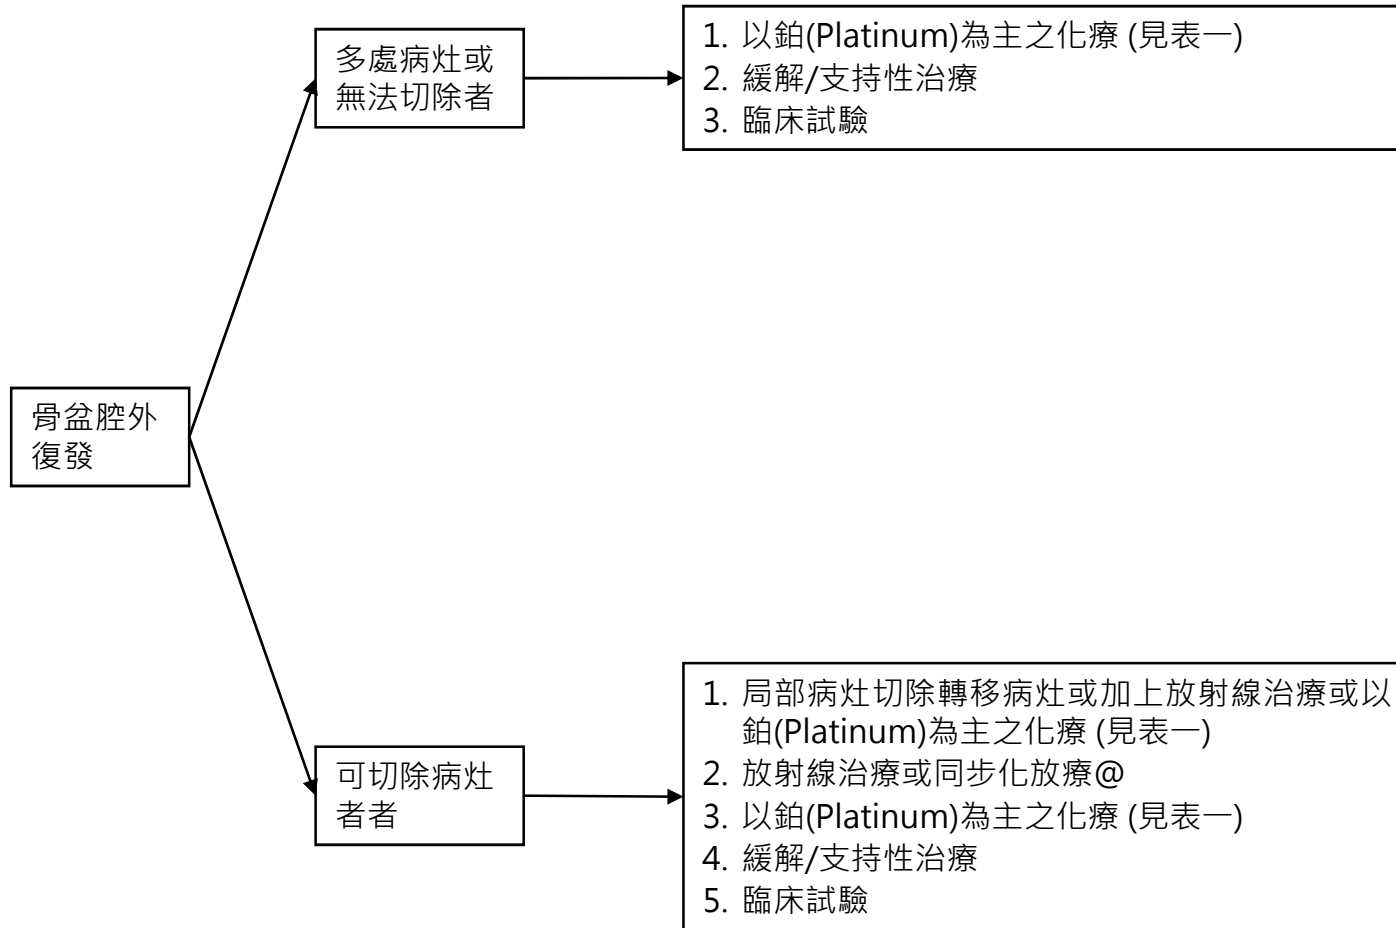 多處病灶或
無法切除者
1. 以鉑(Platinum)為主之化療 (見表一)
2. 緩解/支持性治療
3. 臨床試驗
骨盆腔外
復發
可切除病灶
者者
1. 局部病灶切除轉移病灶或加上放射線治療或以
鉑(Platinum)為主之化療 (見表一)
2. 放射線治療或同步化放療@
3. 以鉑(Platinum)為主之化療 (見表一)
4. 緩解/支持性治療
5. 臨床試驗